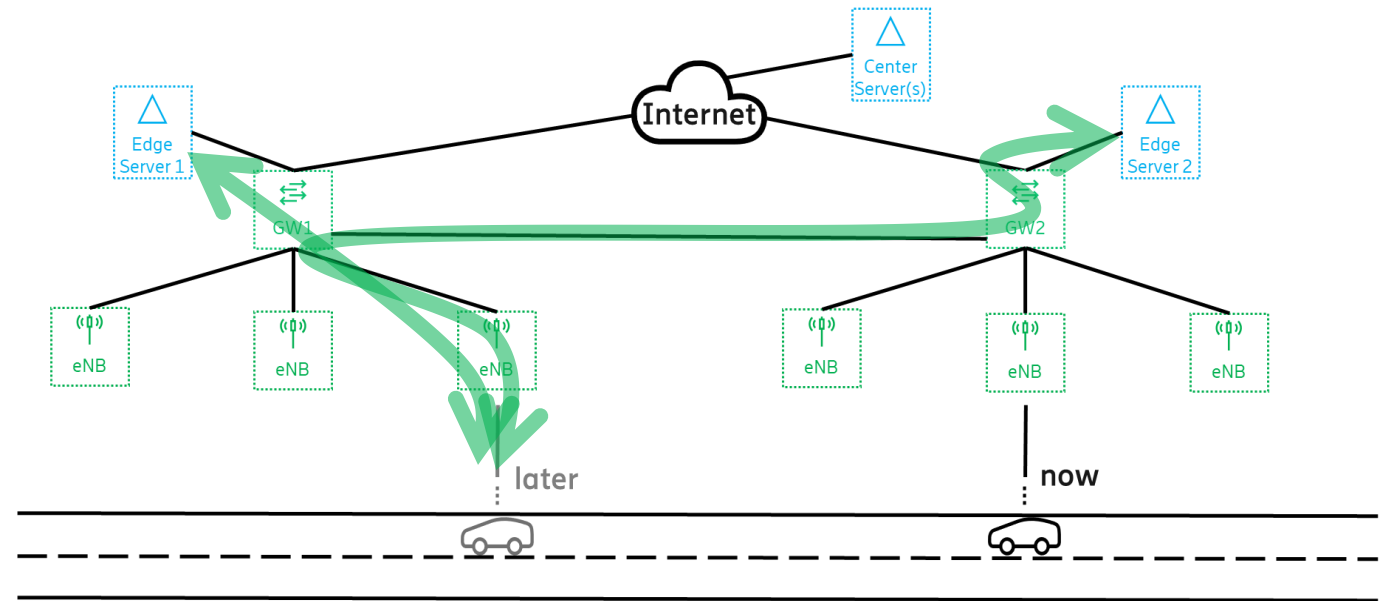 Center
Server(s)
Internet
Edge
Server 1
Edge
Server 2
GW1
GW2
eNB
eNB
eNB
eNB
eNB
eNB
later
now